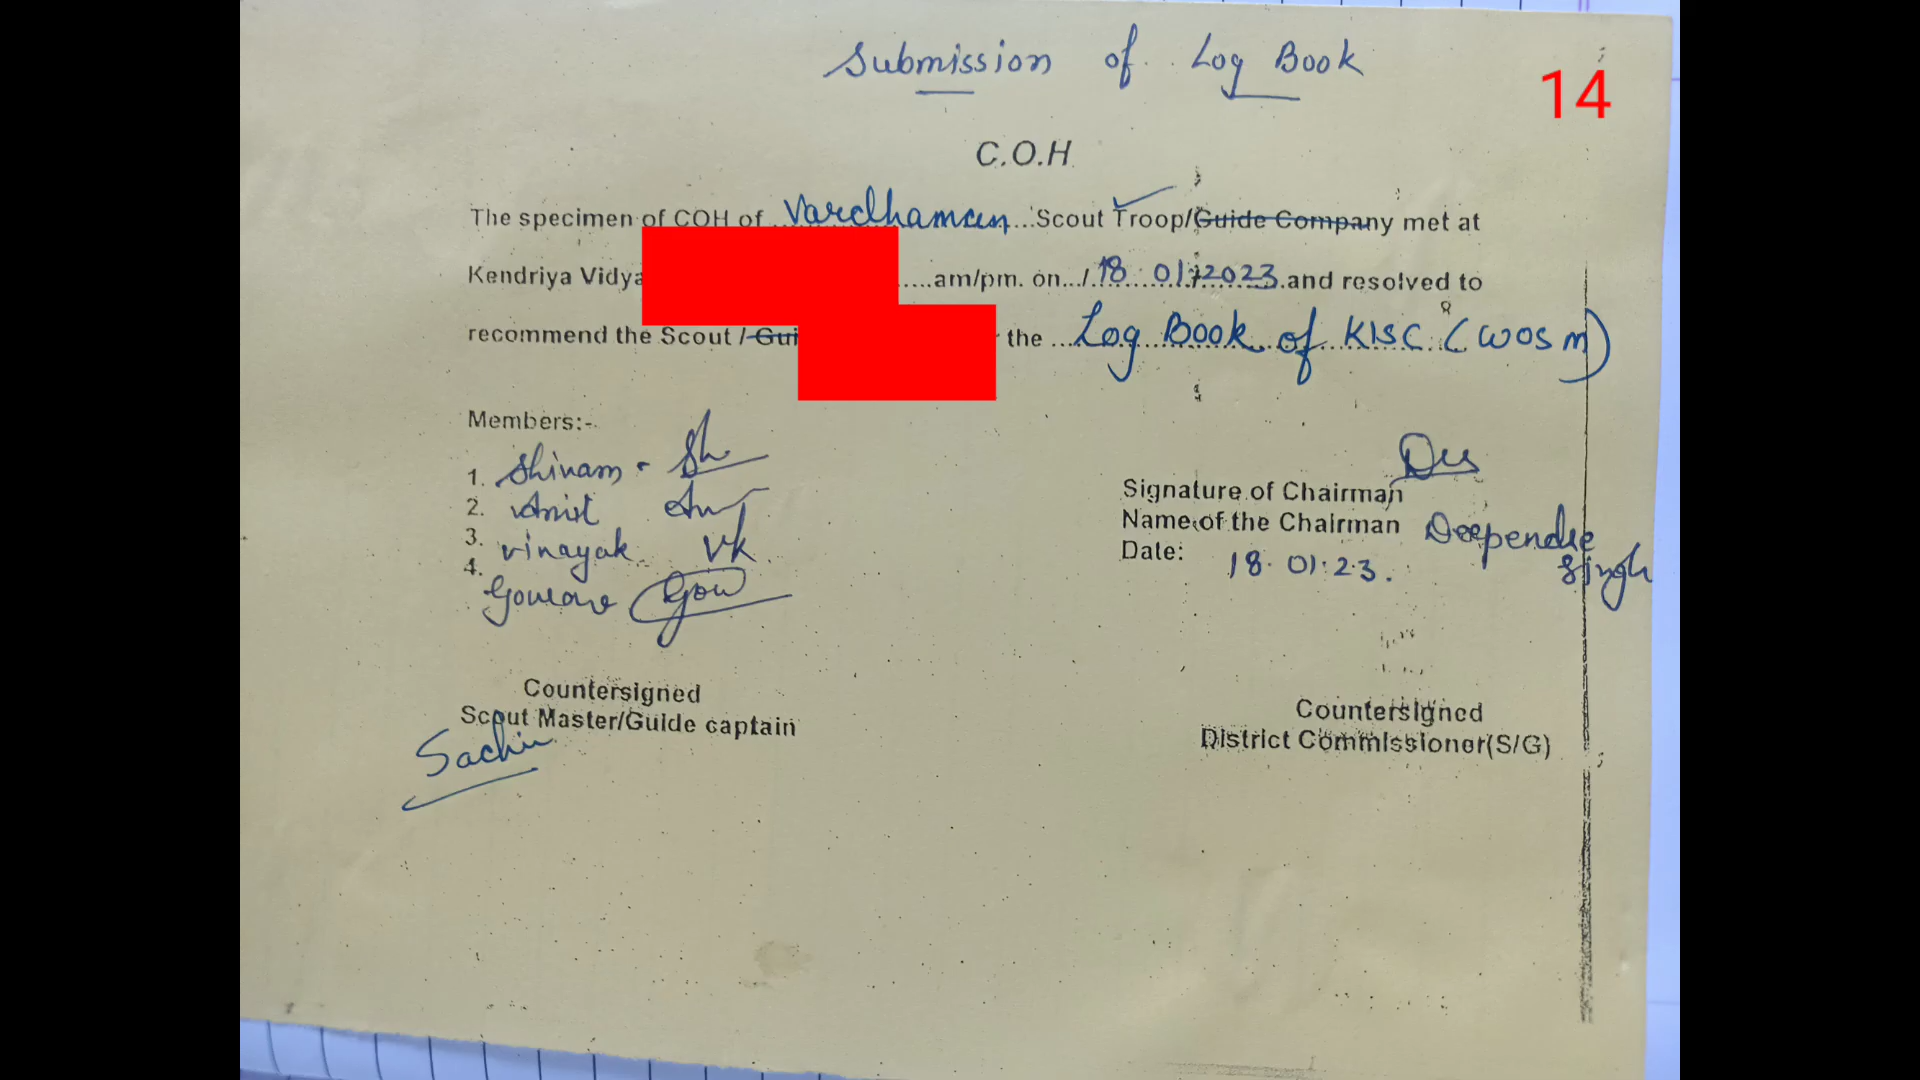 Submission of Log Book
14
C.O.H.
The specimen of COH of Vardhaman Scout Troop/Guide Company met at
Kendriya Vidya am/pm. on.../.18.01.2023.and resolved to
recommend the Scout / Gui the ...Log Book of KISC (WOSM)
Members:-
1. Shivam - Sh
2. Amit
3. Vinayak VK
4. Gourav Gou
Signature of Chairman
Name of the Chairman Deependra Singh
Date: 18.01.23.
Countersigned
Scout Master/Guide captain
Sachin
Countersigned
District Commissioner(S/G)